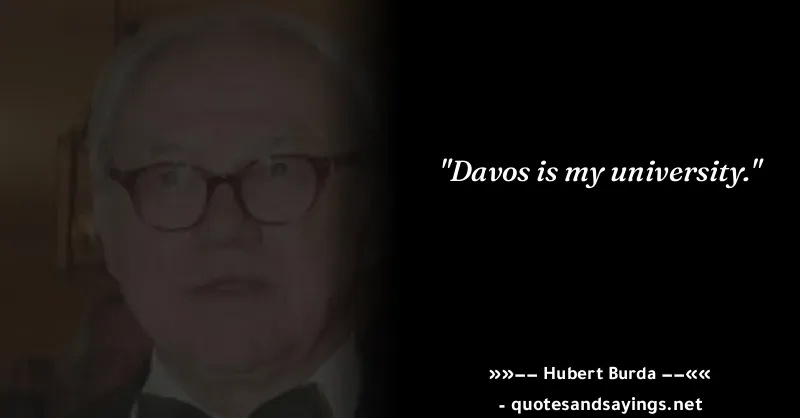 "Davos is my university."
»»−− Hubert Burda −−««
- quotesandsayings.net